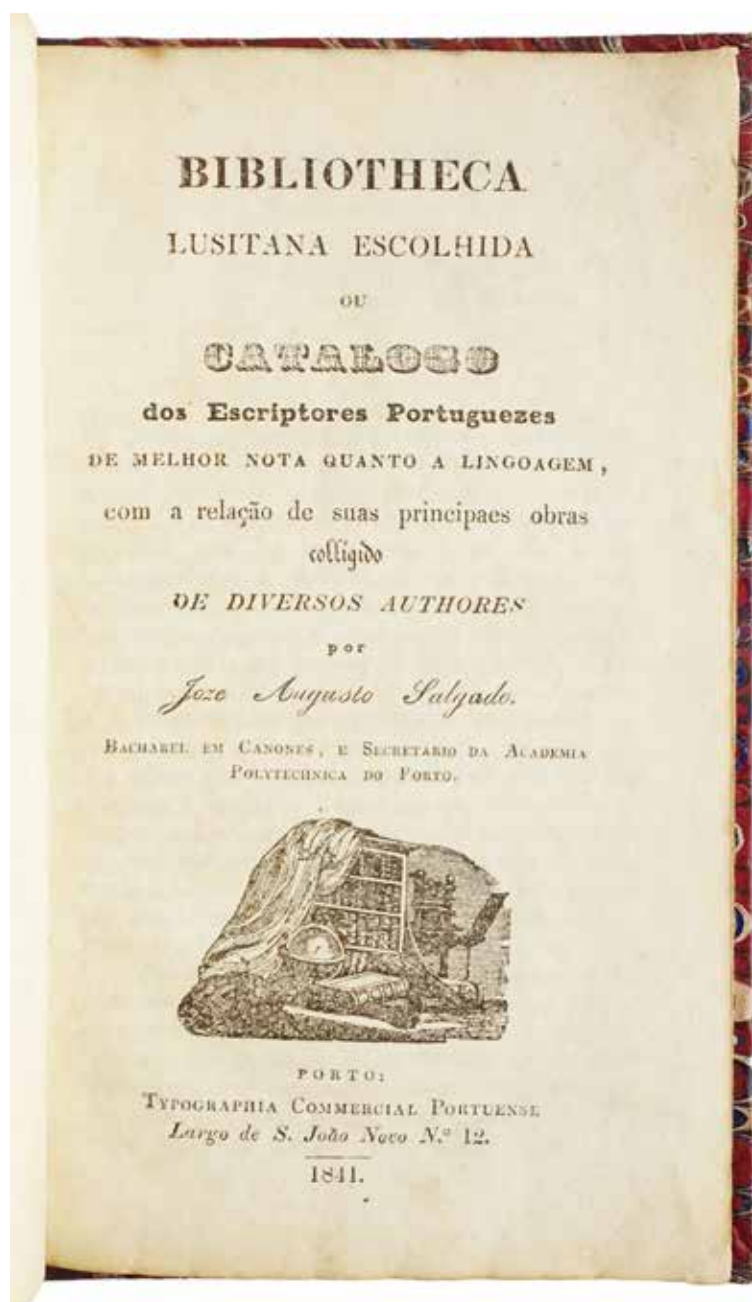 BIBLIOTHECA
LUSITANA ESCOLHIDA
OU
CATALOGO
dos Escriptores Portuguezes
DE MELHOR NOTA QUANTO A LINGOAGEM,
com a relação de suas principaes obras
colligido
DE DIVERSOS AUTHORES
por
Joze Augusto Salgado.
BACHAREL EM CANONES, E SECRETARIO DA ACADEMIA
POLYTECHNICA DO PORTO.
PORTO:
TYPOGRAPHIA COMMERCIAL PORTUENSE
Largo de S. João Novo N.º 12.
1841.